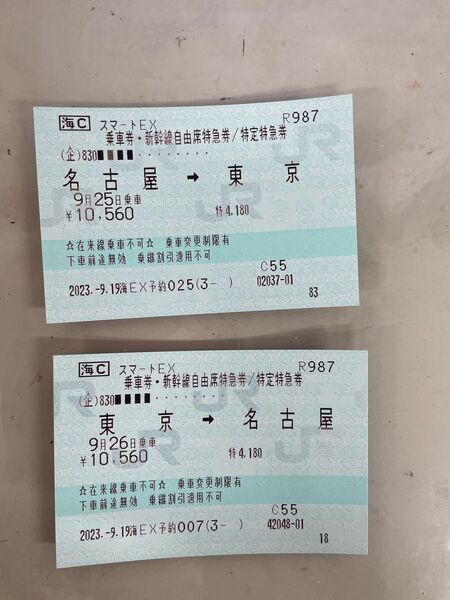 海C スマートEX R987
乗車券・新幹線自由席特急券/特定特急券
(企)830■■■■・・・・・・・・
名古屋 → 東京
9月25日乗車
¥10,560 特4.180
☆在来線乗車不可☆ 乗車変更制限有
下車前途無効 乗継割引適用不可
C55
2023.-9.19海EX予約025(3- ) 02037-01
83
海C スマートEX R987
乗車券・新幹線自由席特急券/特定特急券
(企)830■■■■・・・・・・・・
東京 → 名古屋
9月26日乗車
¥10,560 特4.180
☆在来線乗車不可☆ 乗車変更制限有
下車前途無効 乗継割引適用不可
C55
2023.-9.19海EX予約007(3- ) 42048-01
18